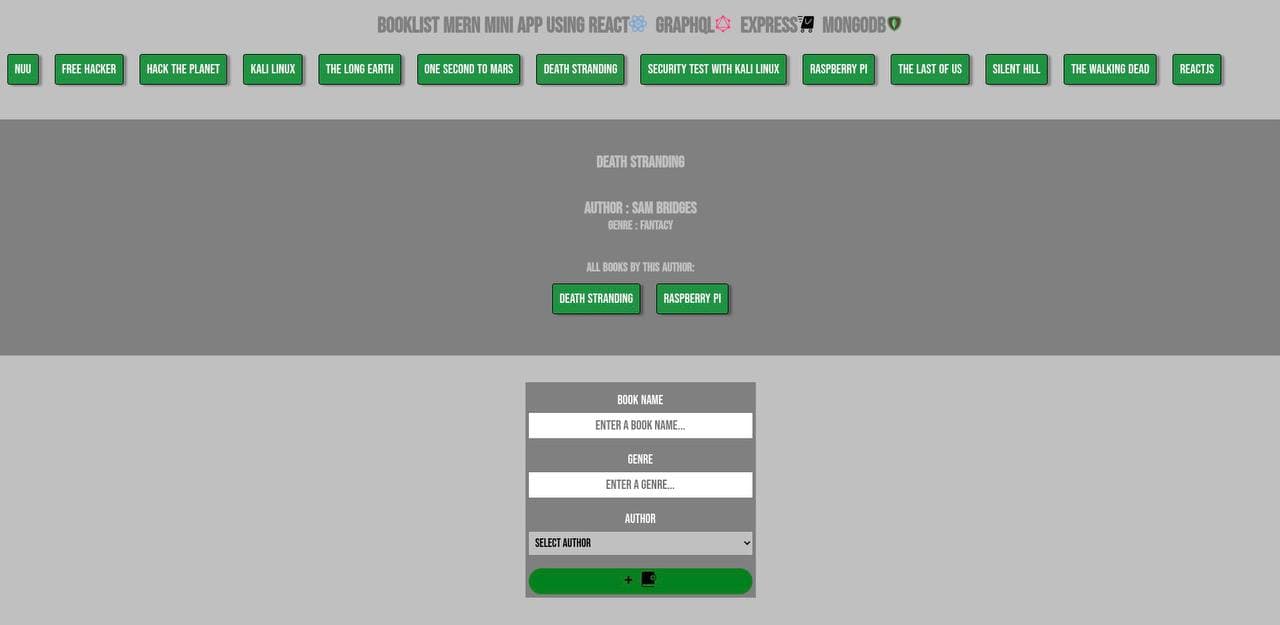 BOOKLIST MERN MINI APP USING REACT GRAPHQL EXPRESS MONGODB
NUU FREE HACKER HACK THE PLANET KALI LINUX THE LONG EARTH ONE SECOND TO MARS DEATH STRANDING SECURITY TEST WITH KALI LINUX RASPBERRY PI THE LAST OF US SILENT HILL THE WALKING DEAD REACTJS
DEATH STRANDING
AUTHOR : SAM BRIDGES
GENRE : FANTACY
ALL BOOKS BY THIS AUTHOR:
DEATH STRANDING RASPBERRY PI
BOOK NAME
ENTER A BOOK NAME...
GENRE
ENTER A GENRE...
AUTHOR
SELECT AUTHOR
+